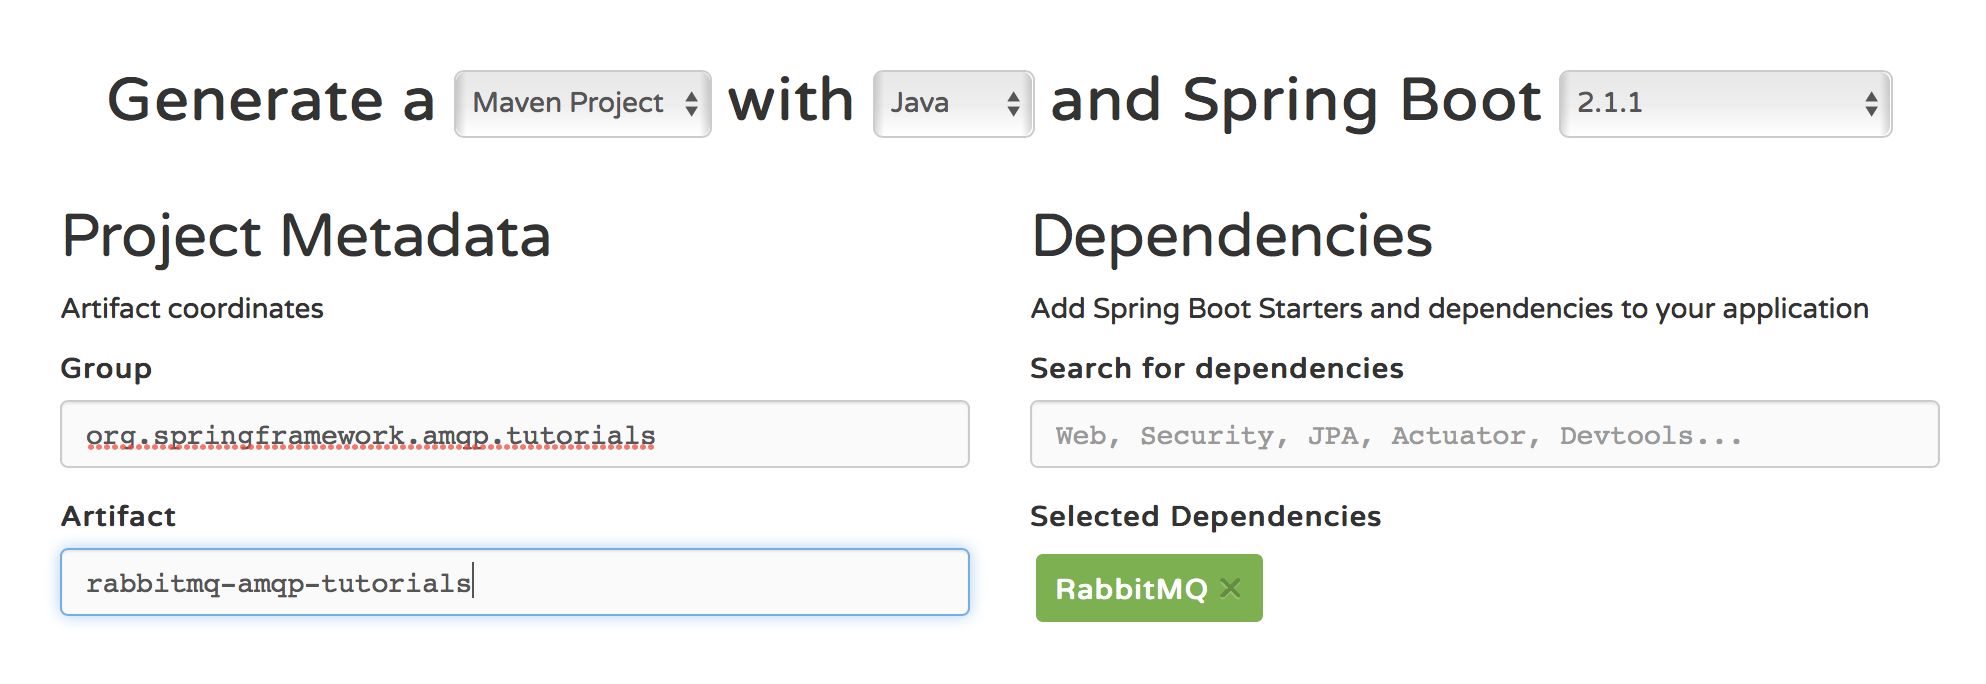 Generate a Maven Project with Java and Spring Boot 2.1.1
Project Metadata
Artifact coordinates
Group
org.springframework.amqp.tutorials
Artifact
rabbitmq-amqp-tutorials
Dependencies
Add Spring Boot Starters and dependencies to your application
Search for dependencies
Web, Security, JPA, Actuator, Devtools...
Selected Dependencies
RabbitMQ ×